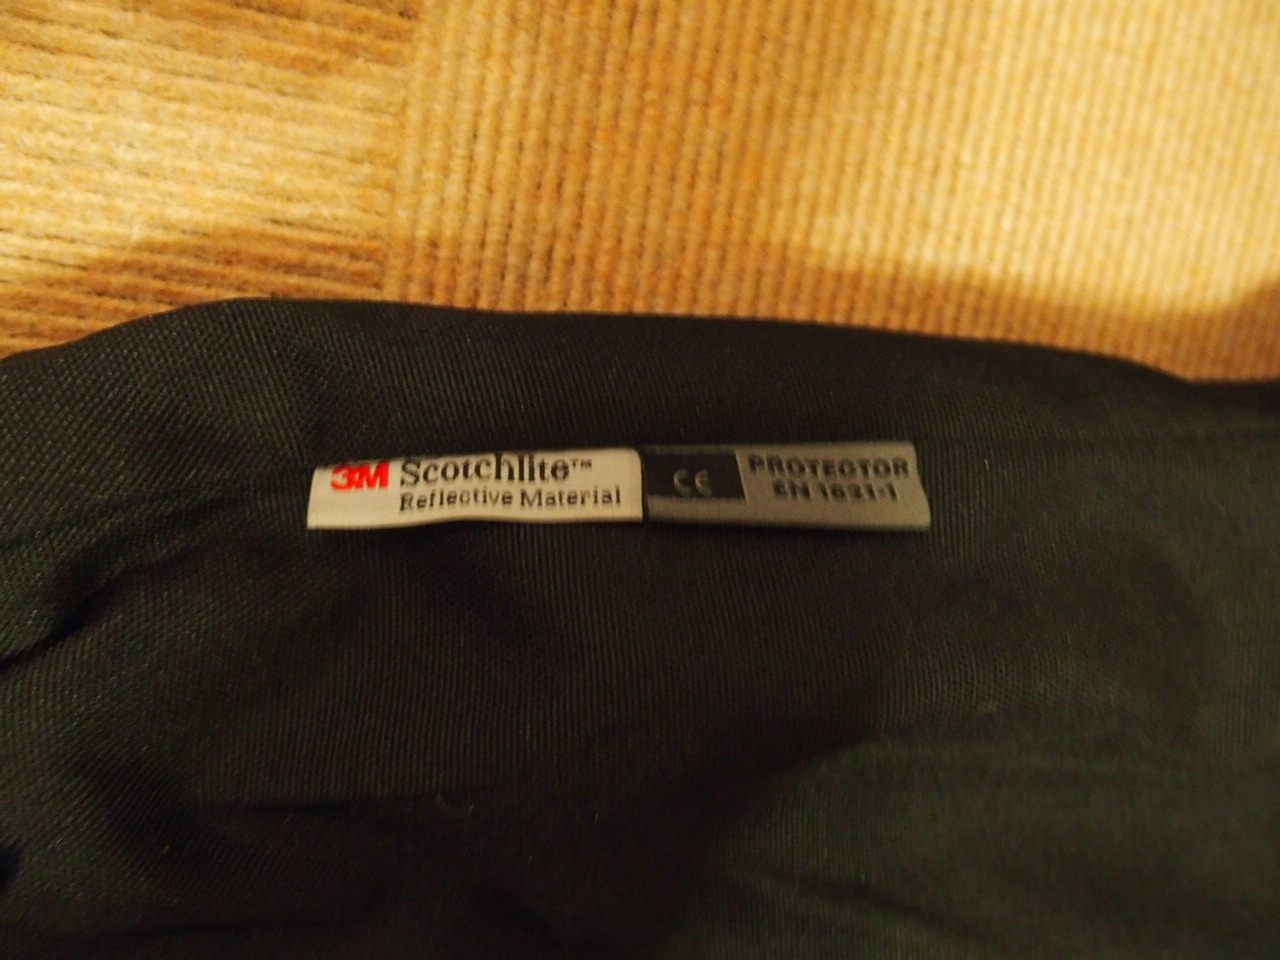 3M Scotchlite™
Reflective Material
CE
PROTECTOR
EN 1621-1